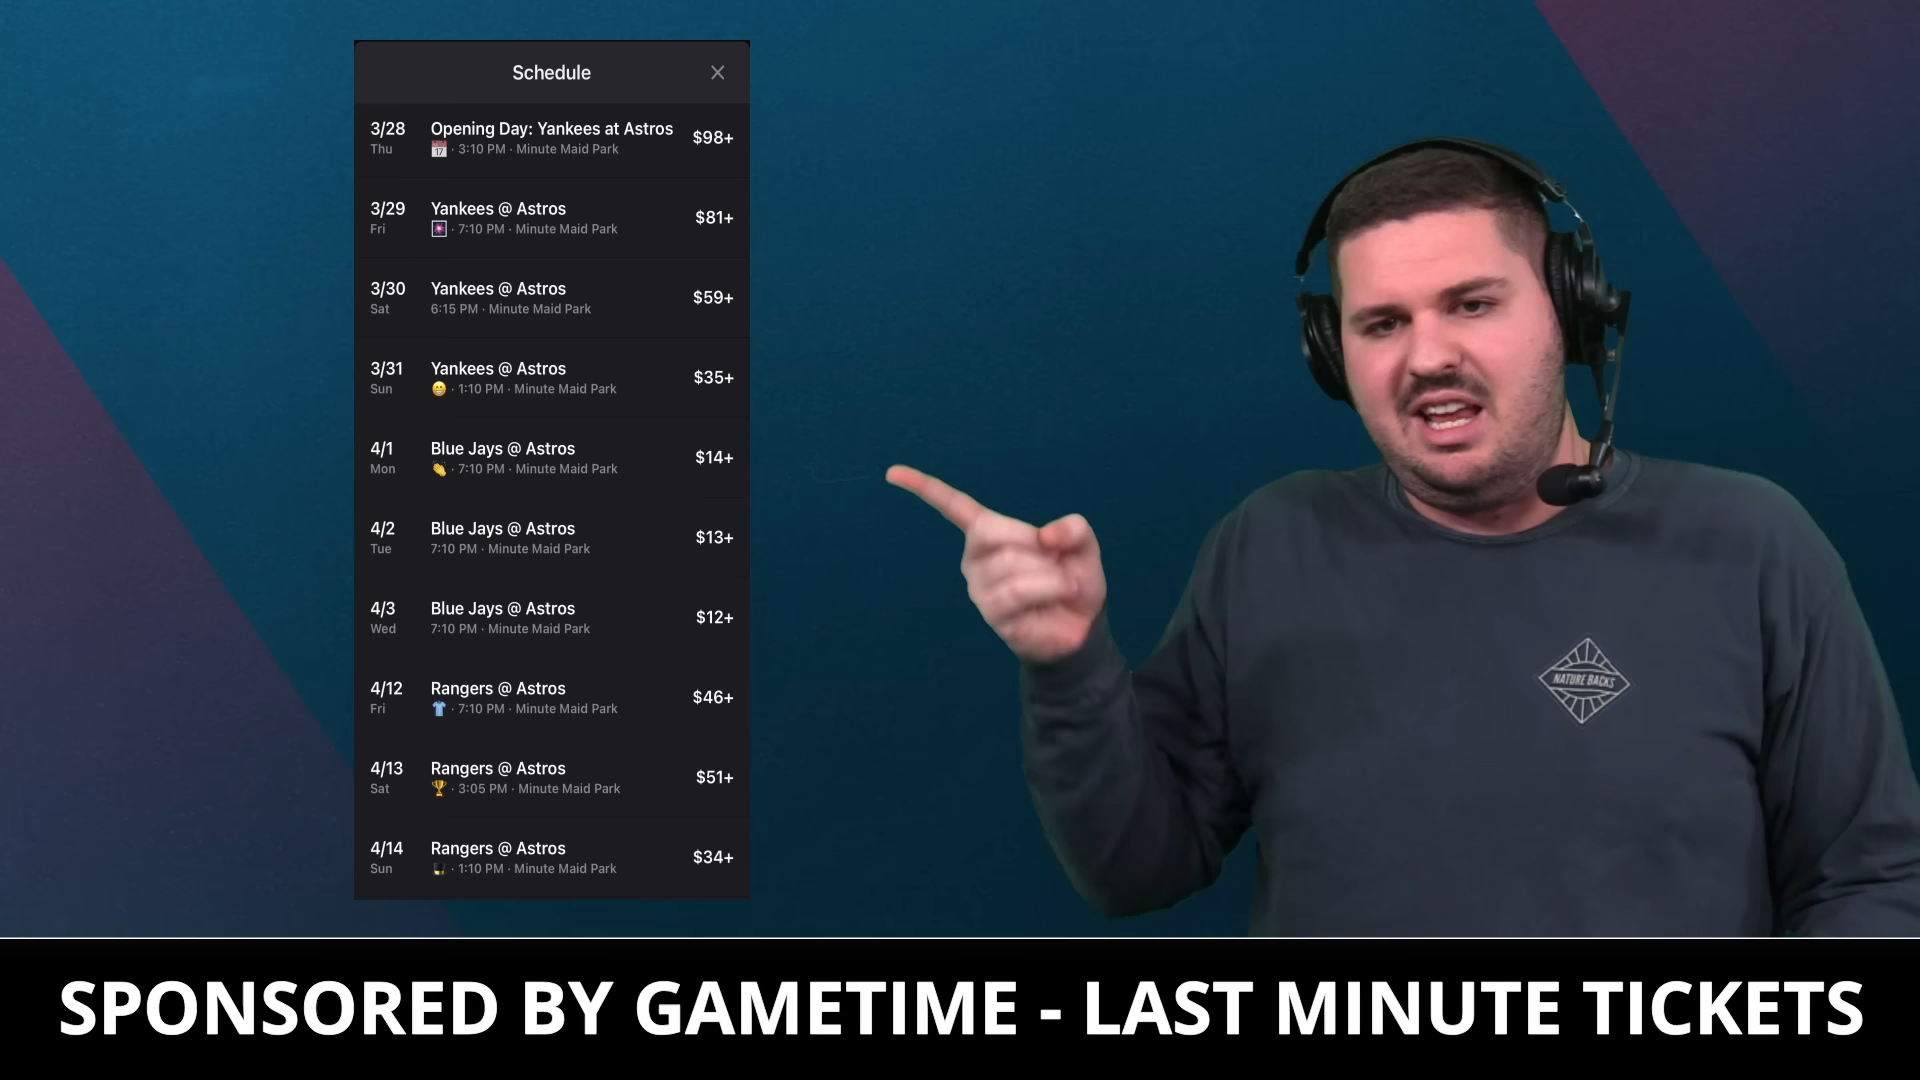 Schedule
3/28 Opening Day: Yankees at Astros $98+
Thu 📅 · 3:10 PM · Minute Maid Park
3/29 Yankees @ Astros $81+
Fri 🎆 · 7:10 PM · Minute Maid Park
3/30 Yankees @ Astros $59+
Sat 6:15 PM · Minute Maid Park
3/31 Yankees @ Astros $35+
Sun 😁 · 1:10 PM · Minute Maid Park
4/1 Blue Jays @ Astros $14+
Mon 👏 · 7:10 PM · Minute Maid Park
4/2 Blue Jays @ Astros $13+
Tue 7:10 PM · Minute Maid Park
4/3 Blue Jays @ Astros $12+
Wed 7:10 PM · Minute Maid Park
4/12 Rangers @ Astros $46+
Fri 👕 · 7:10 PM · Minute Maid Park
4/13 Rangers @ Astros $51+
Sat 🏆 · 3:05 PM · Minute Maid Park
4/14 Rangers @ Astros $34+
Sun · 1:10 PM · Minute Maid Park
NATURE BACKS
SPONSORED BY GAMETIME - LAST MINUTE TICKETS